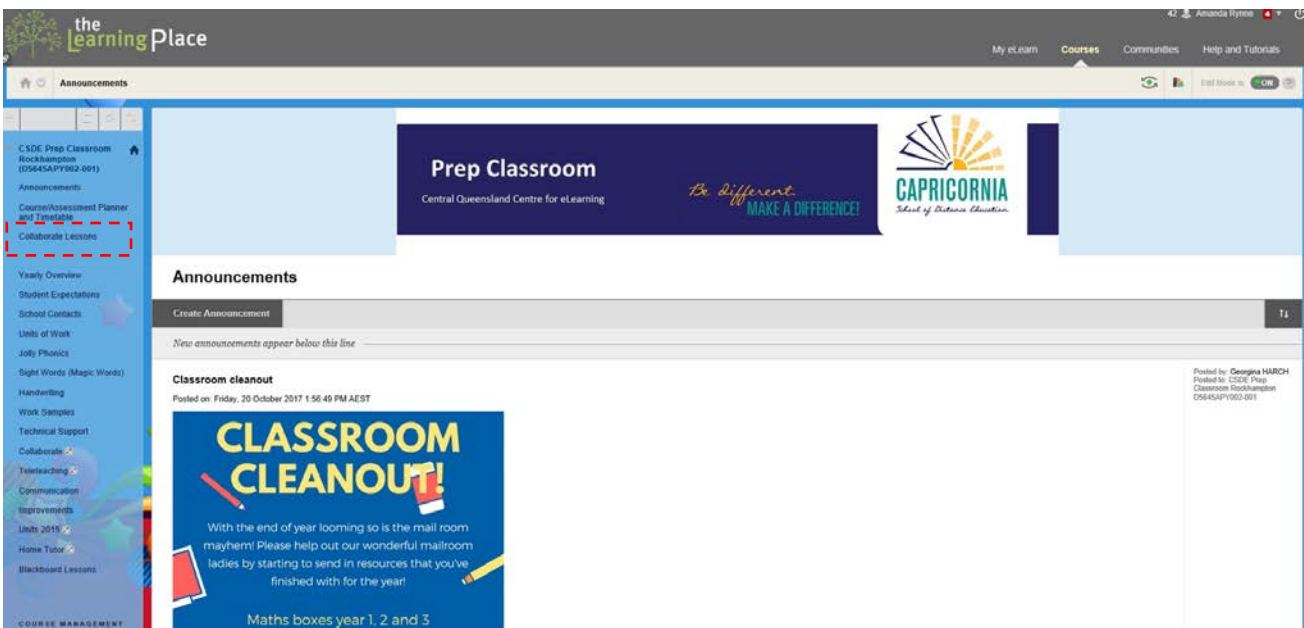 the
Learning Place
42 Amanda Rynne 4
My eLearn Courses Communities Help and Tutorials
Announcements
Edit Mode is: ON
CSDE Prep Classroom
Rockhampton
(D5645APY002-001)
Announcements
Course/Assessment Planner
and Timetable
Collaborate Lessons
Yearly Overview
Student Expectations
School Contacts
Units of Work
Jolly Phonics
Sight Words (Magic Words)
Handwriting
Work Samples
Technical Support
Collaborate
Teleteaching
Communication
Improvements
Units 2015
Home Tutor
Blackboard Lessons
COURSE MANAGEMENT
Prep Classroom
Central Queensland Centre for eLearning
Be different.
MAKE A DIFFERENCE!
CAPRICORNIA
School of Distance Education
Announcements
Create Announcement
New announcements appear below this line
Classroom cleanout
Posted on: Friday, 20 October 2017 1:56:49 PM AEST
Posted by: Georgina HARCH
Posted to: CSDE Prep
Classroom Rockhampton
D5645APY002-001
CLASSROOM
CLEANOUT!
With the end of year looming so is the mail room
mayhem! Please help out our wonderful mailroom
ladies by starting to send in resources that you've
finished with for the year!
Maths boxes year 1, 2 and 3